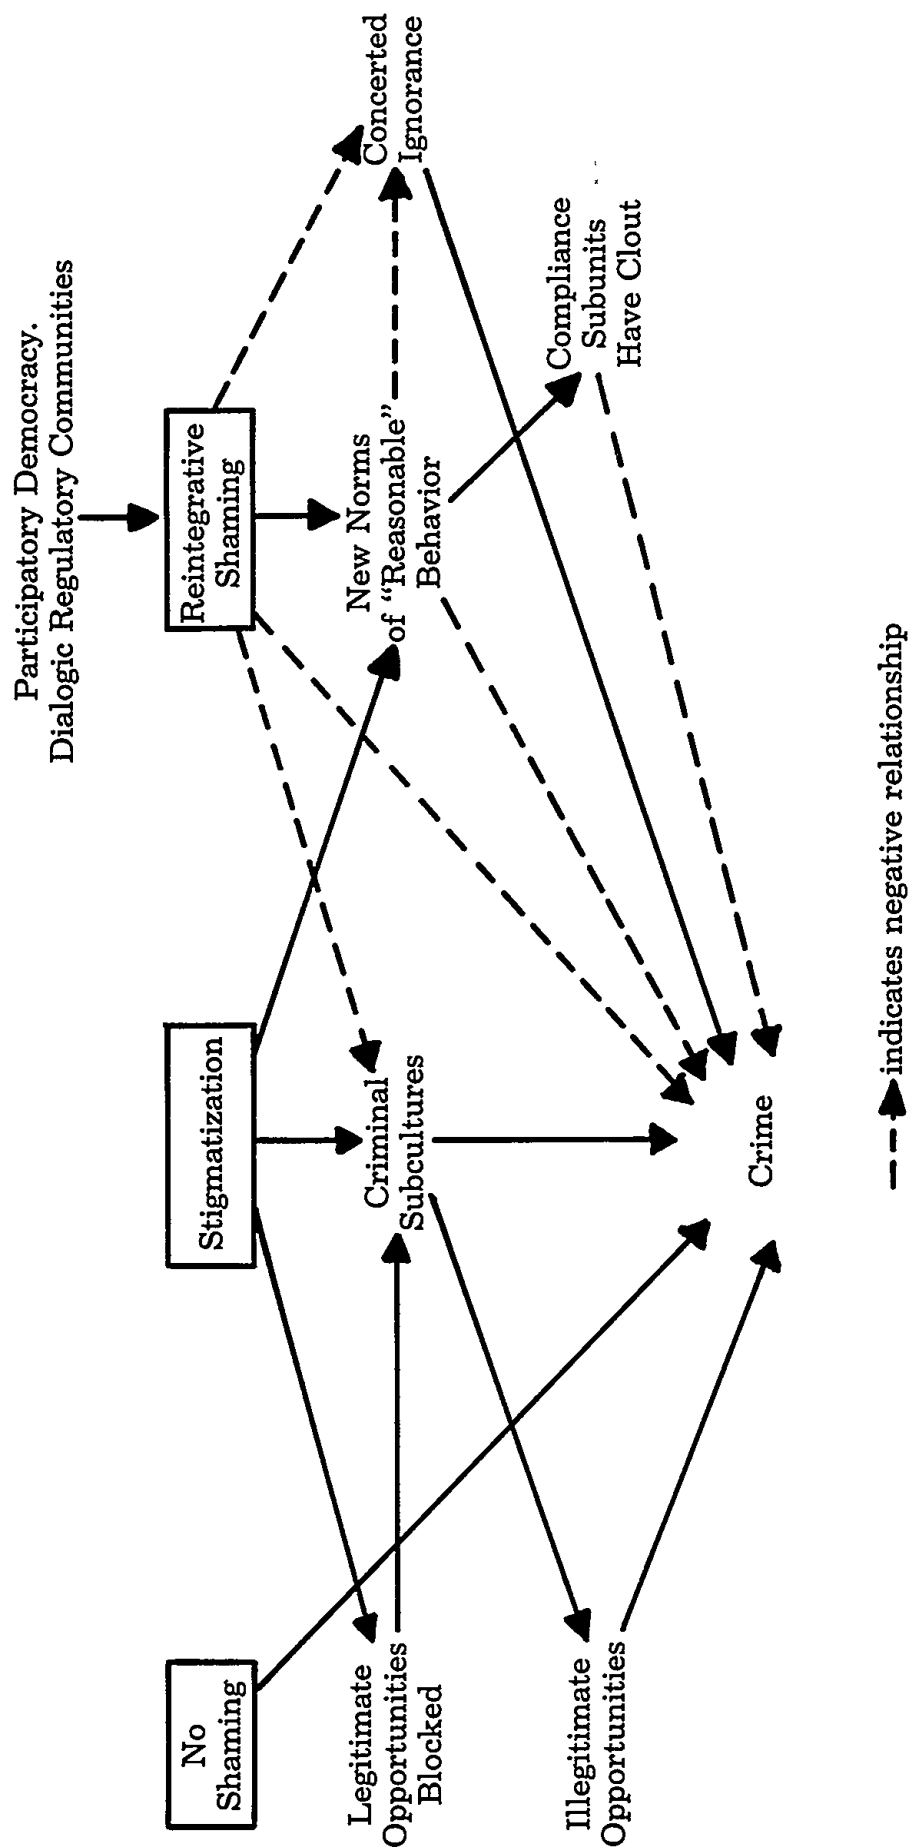 Participatory Democracy.
Dialogic Regulatory Communities
No
Shaming
Stigmatization
Reintegrative
Shaming
Legitimate
Opportunities
Blocked
Criminal
Subcultures
New Norms
of “Reasonable”
Behavior
Concerted
Ignorance
Illegitimate
Opportunities
Compliance
Subunits
Have Clout
Crime
indicates negative relationship